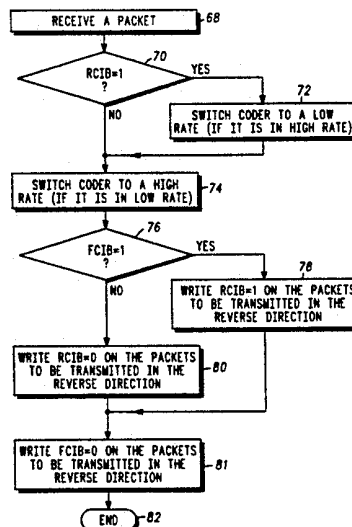 RECEIVE A PACKET
68
70
RCIB=1
?
YES
NO
72
SWITCH CODER TO A LOW
RATE (IF IT IS IN HIGH RATE)
SWITCH CODER TO A HIGH
RATE (IF IT IS IN LOW RATE)
74
76
FCIB=1
?
YES
NO
78
WRITE RCIB=1 ON THE PACKETS
TO BE TRANSMITTED IN THE
REVERSE DIRECTION
WRITE RCIB=0 ON THE PACKETS
TO BE TRANSMITTED IN THE
REVERSE DIRECTION
80
WRITE FCIB=0 ON THE PACKETS
TO BE TRANSMITTED IN THE
REVERSE DIRECTION
81
END
82